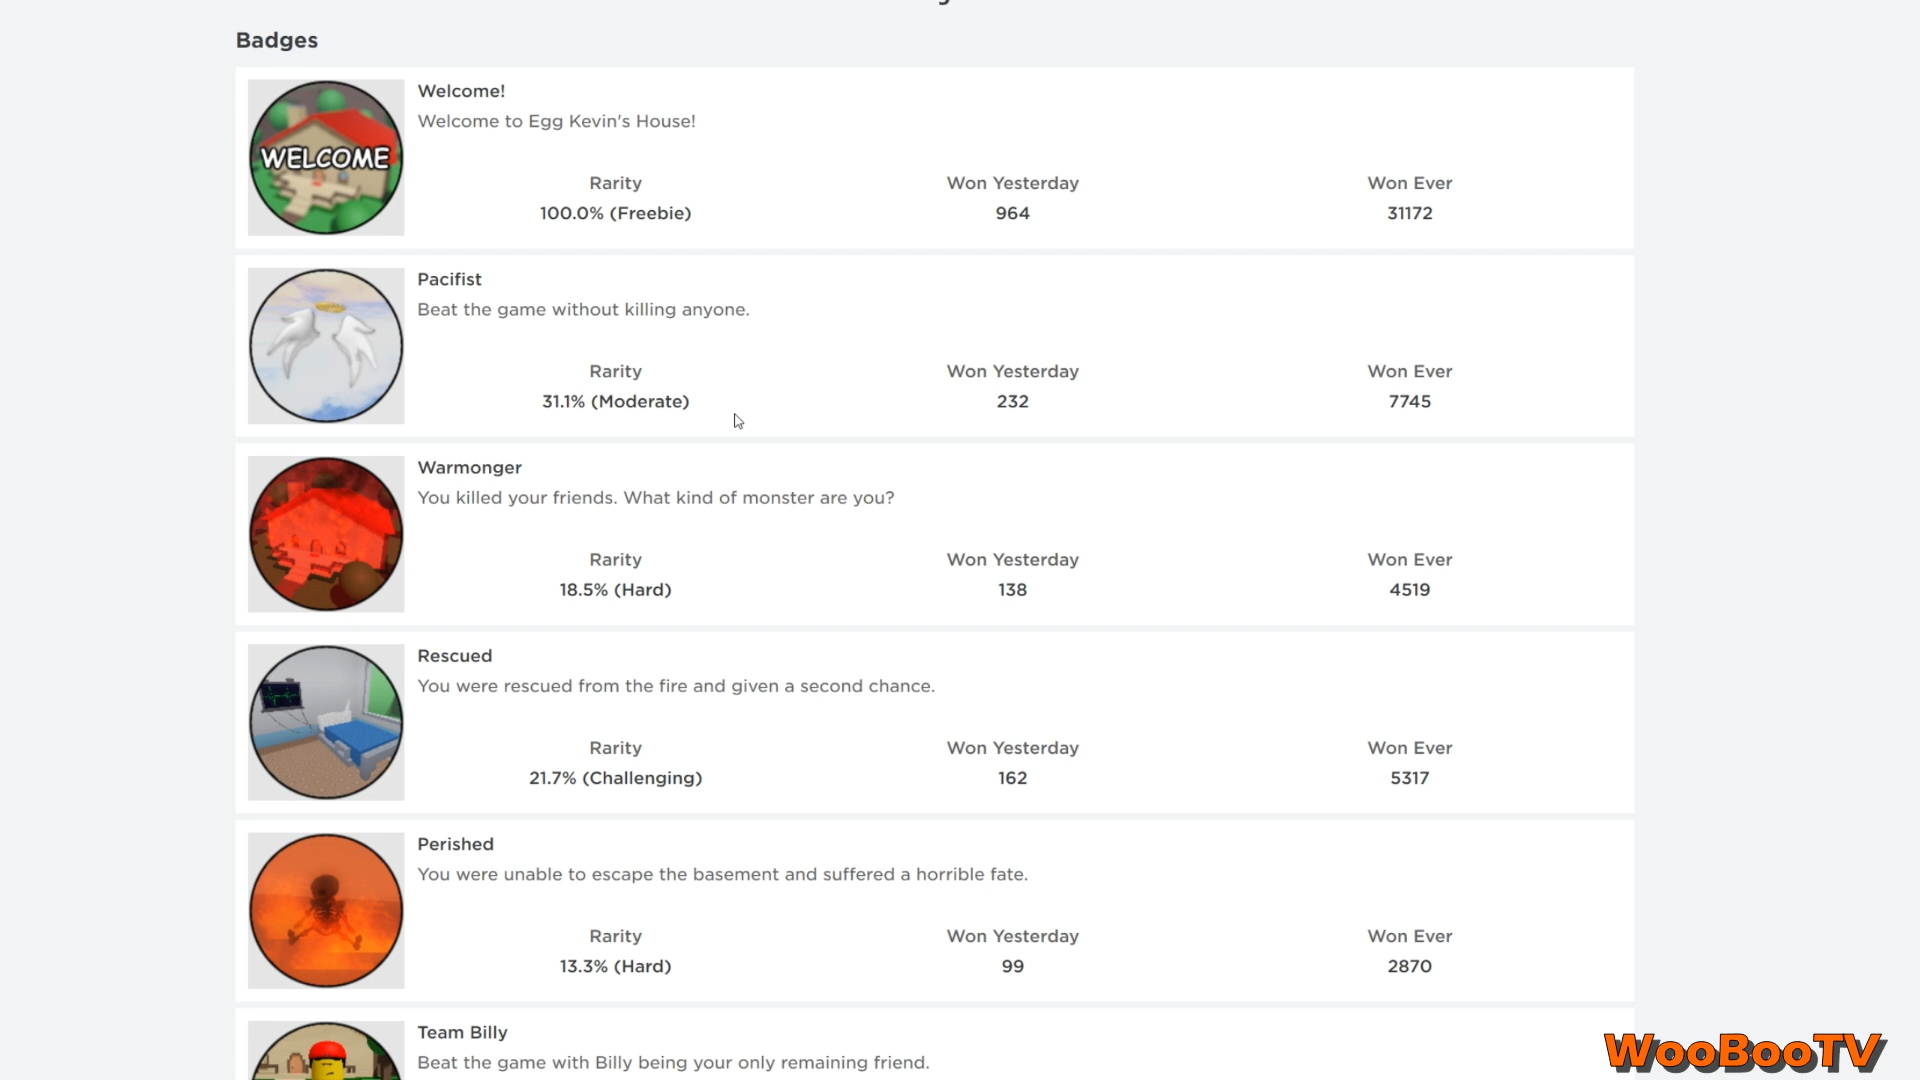 Badges
Welcome!
Welcome to Egg Kevin's House!
WELCOME
Rarity Won Yesterday Won Ever
100.0% (Freebie) 964 31172
Pacifist
Beat the game without killing anyone.
Rarity Won Yesterday Won Ever
31.1% (Moderate) 232 7745
Warmonger
You killed your friends. What kind of monster are you?
Rarity Won Yesterday Won Ever
18.5% (Hard) 138 4519
Rescued
You were rescued from the fire and given a second chance.
Rarity Won Yesterday Won Ever
21.7% (Challenging) 162 5317
Perished
You were unable to escape the basement and suffered a horrible fate.
Rarity Won Yesterday Won Ever
13.3% (Hard) 99 2870
Team Billy
Beat the game with Billy being your only remaining friend.
WooBooTV